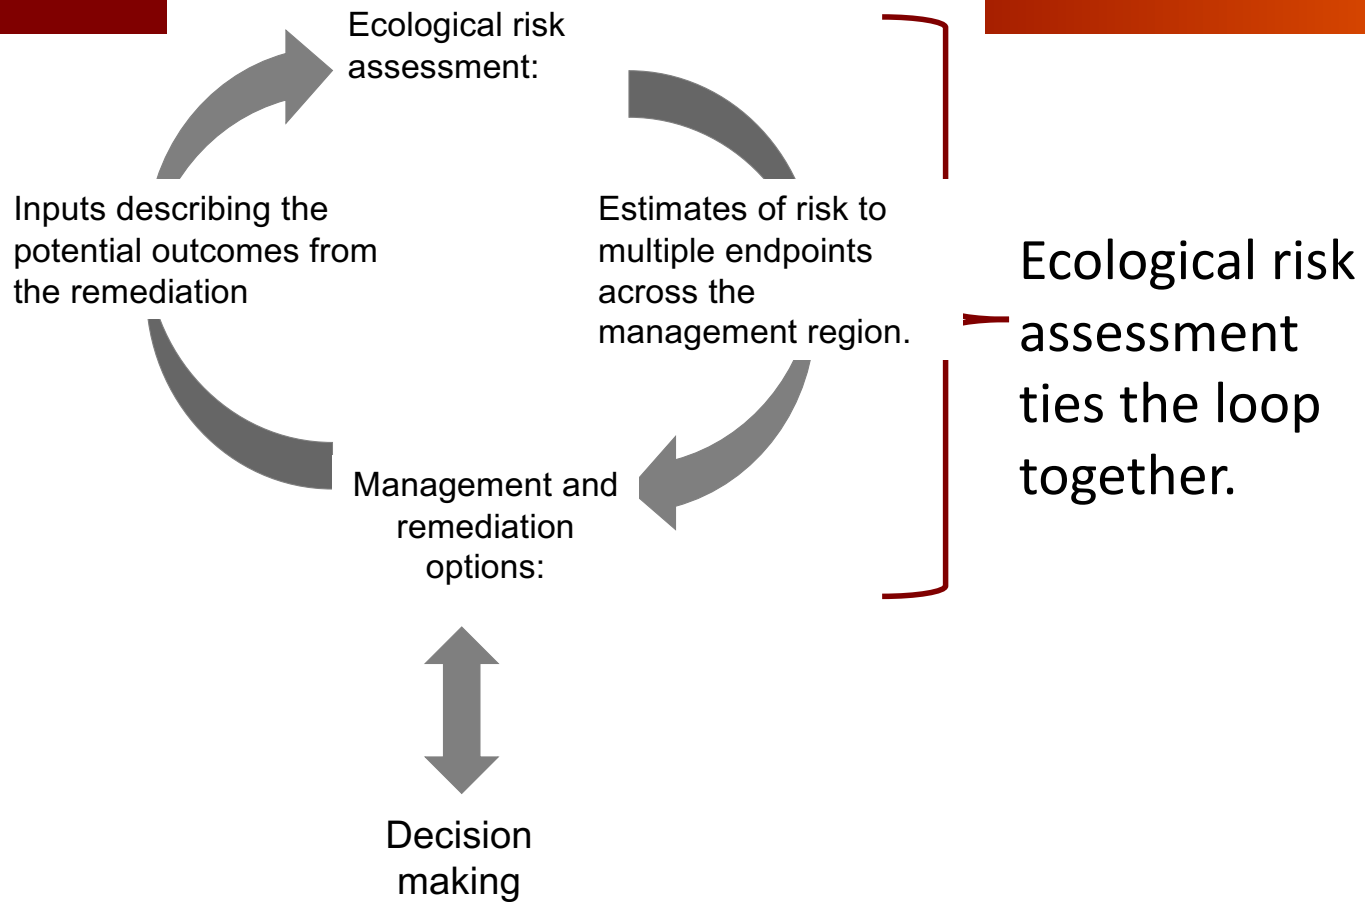 Ecological risk
assessment:
Inputs describing the
potential outcomes from
the remediation
Estimates of risk to
multiple endpoints
across the
management region.
Ecological risk
assessment
ties the loop
together.
Management and
remediation
options:
Decision
making